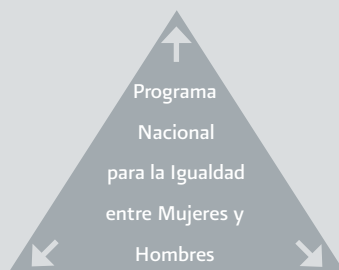 Programa
Nacional
para la Igualdad
entre Mujeres y
Hombres